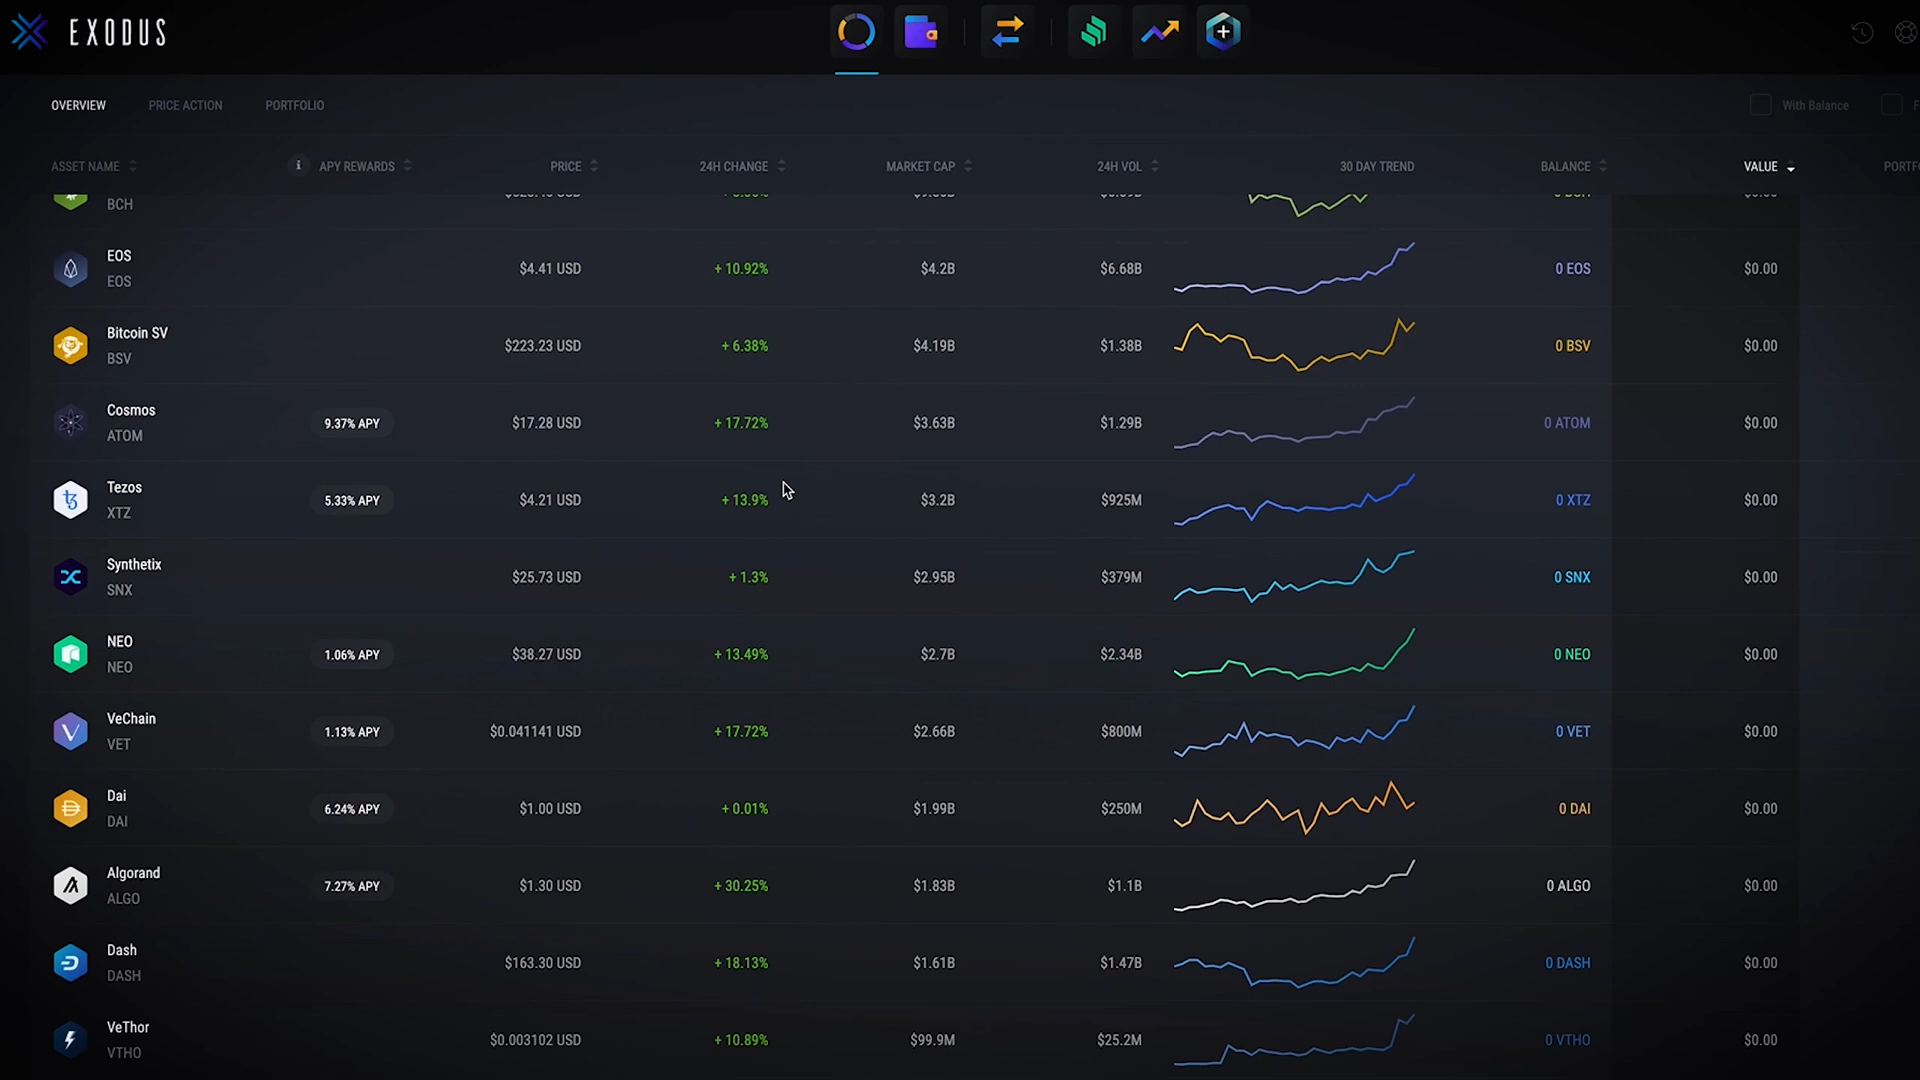 EXODUS
OVERVIEW PRICE ACTION PORTFOLIO With Balance
ASSET NAME i APY REWARDS PRICE 24H CHANGE MARKET CAP 24H VOL 30 DAY TREND BALANCE VALUE PORTF
BCH
EOS
EOS
$4.41 USD + 10.92% $4.2B $6.68B 0 EOS $0.00
Bitcoin SV
BSV
$223.23 USD + 6.38% $4.19B $1.38B 0 BSV $0.00
Cosmos
ATOM
9.37% APY $17.28 USD + 17.72% $3.63B $1.29B 0 ATOM $0.00
Tezos
XTZ
5.33% APY $4.21 USD + 13.9% $3.2B $925M 0 XTZ $0.00
Synthetix
SNX
$25.73 USD + 1.3% $2.95B $379M 0 SNX $0.00
NEO
NEO
1.06% APY $38.27 USD + 13.49% $2.7B $2.34B 0 NEO $0.00
VeChain
VET
1.13% APY $0.041141 USD + 17.72% $2.66B $800M 0 VET $0.00
Dai
DAI
6.24% APY $1.00 USD + 0.01% $1.99B $250M 0 DAI $0.00
Algorand
ALGO
7.27% APY $1.30 USD + 30.25% $1.83B $1.1B 0 ALGO $0.00
Dash
DASH
$163.30 USD + 18.13% $1.61B $1.47B 0 DASH $0.00
VeThor
VTHO
$0.003102 USD + 10.89% $99.9M $25.2M 0 VTHO $0.00